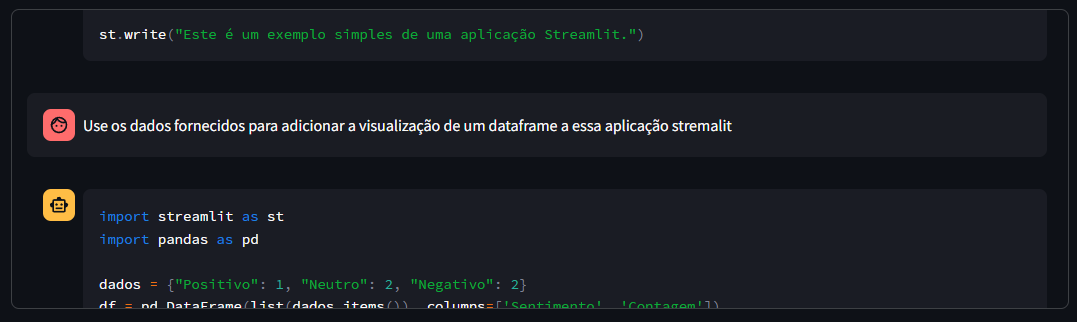 st.write("Este é um exemplo simples de uma aplicação Streamlit.")
Use os dados fornecidos para adicionar a visualização de um dataframe a essa aplicação stremalit
import streamlit as st
import pandas as pd
dados = {"Positivo": 1, "Neutro": 2, "Negativo": 2}
df = pd.DataFrame(list(dados.items()), columns=['Sentimento', 'Contagem'])